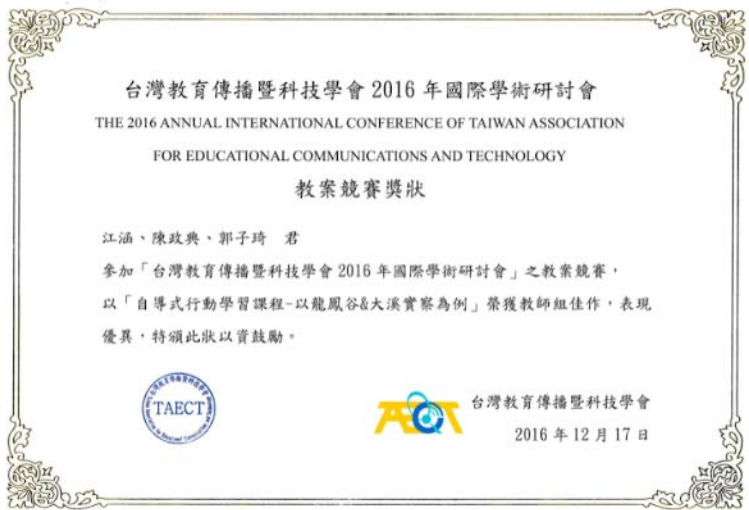 台灣教育傳播暨科技學會 2016 年國際學術研討會
THE 2016 ANNUAL INTERNATIONAL CONFERENCE OF TAIWAN ASSOCIATION
FOR EDUCATIONAL COMMUNICATIONS AND TECHNOLOGY
教案競賽獎狀
江涵、陳政典、郭子琦 君
參加「台灣教育傳播暨科技學會 2016 年國際學術研討會」之教案競賽，
以「自導式行動學習課程-以龍鳳谷&大溪實察為例」榮獲教師組佳作，表現
優異，特頒此狀以資鼓勵。
TAECT
台灣教育傳播暨科技學會
2016 年 12 月 17 日